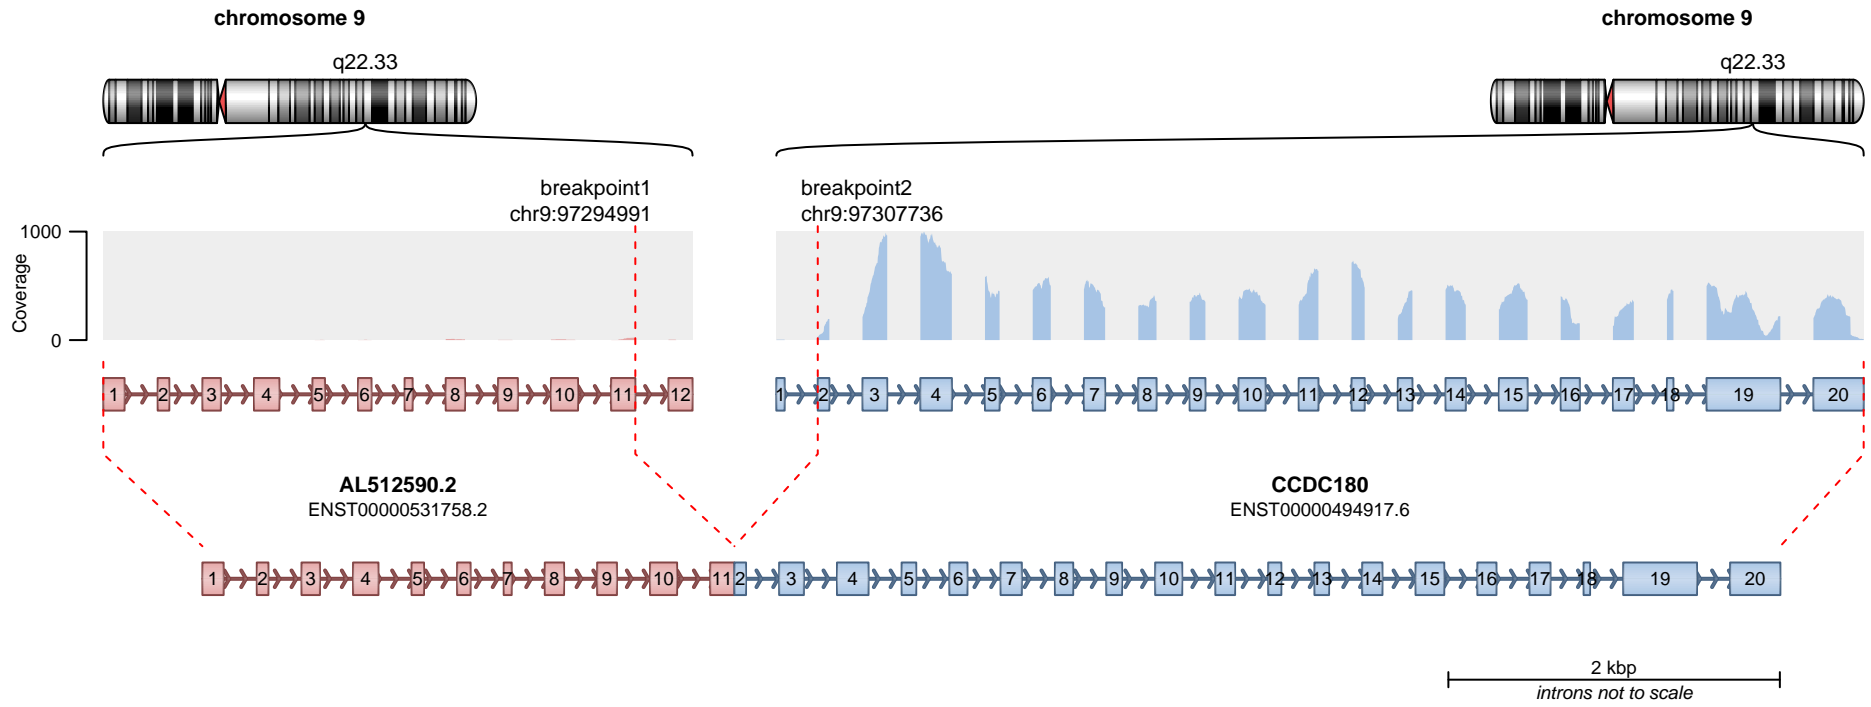 chromosome 9
chromosome 9
q22.33
q22.33
breakpoint1
chr9:97294991
breakpoint2
chr9:97307736
1000
Coverage
0
1 2 3 4 5 6 7 8 9 10 11 12
1 2 3 4 5 6 7 8 9 10 11 12 13 14 15 16 17 18 19 20
AL512590.2
ENST00000531758.2
CCDC180
ENST00000494917.6
1 2 3 4 5 6 7 8 9 10 11 2 3 4 5 6 7 8 9 10 11 12 13 14 15 16 17 18 19 20
2 kbp
introns not to scale